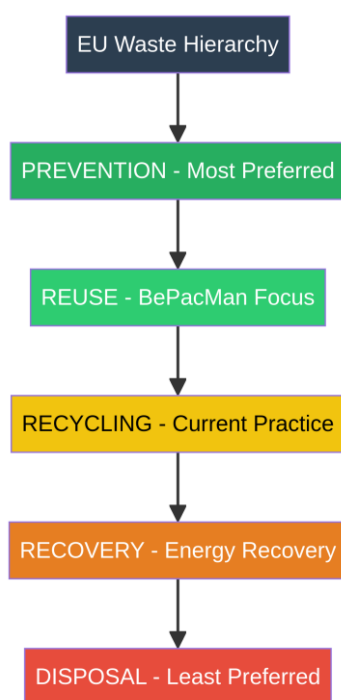 EU Waste Hierarchy
PREVENTION - Most Preferred
REUSE - BePacMan Focus
RECYCLING - Current Practice
RECOVERY - Energy Recovery
DISPOSAL - Least Preferred